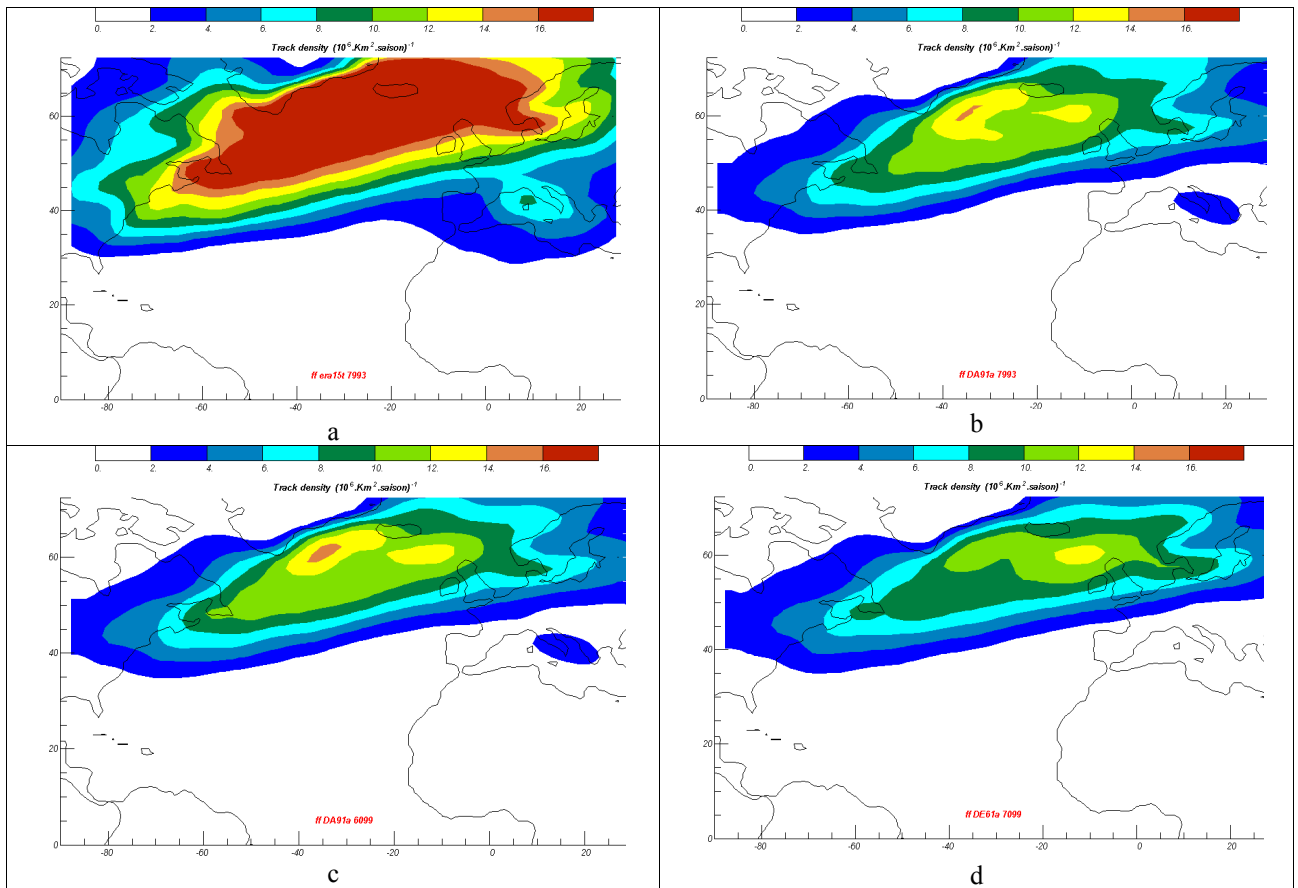 0. 2. 4. 6. 8. 10. 12. 14. 16.
Track density (10⁶.Km².saison)⁻¹
60
40
20
0
-80 -60 -40 -20 0 20
ff era15t 7993
a
0. 2. 4. 6. 8. 10. 12. 14. 16.
Track density (10⁶.Km².saison)⁻¹
60
40
20
0
-80 -60 -40 -20 0 20
ff DA91a 7993
b
0. 2. 4. 6. 8. 10. 12. 14. 16.
Track density (10⁶.Km².saison)⁻¹
60
40
20
0
-80 -60 -40 -20 0 20
ff DA91a 6099
c
0. 2. 4. 6. 8. 10. 12. 14. 16.
Track density (10⁶.Km².saison)⁻¹
60
40
20
0
-80 -60 -40 -20 0 20
ff DE61a 7099
d